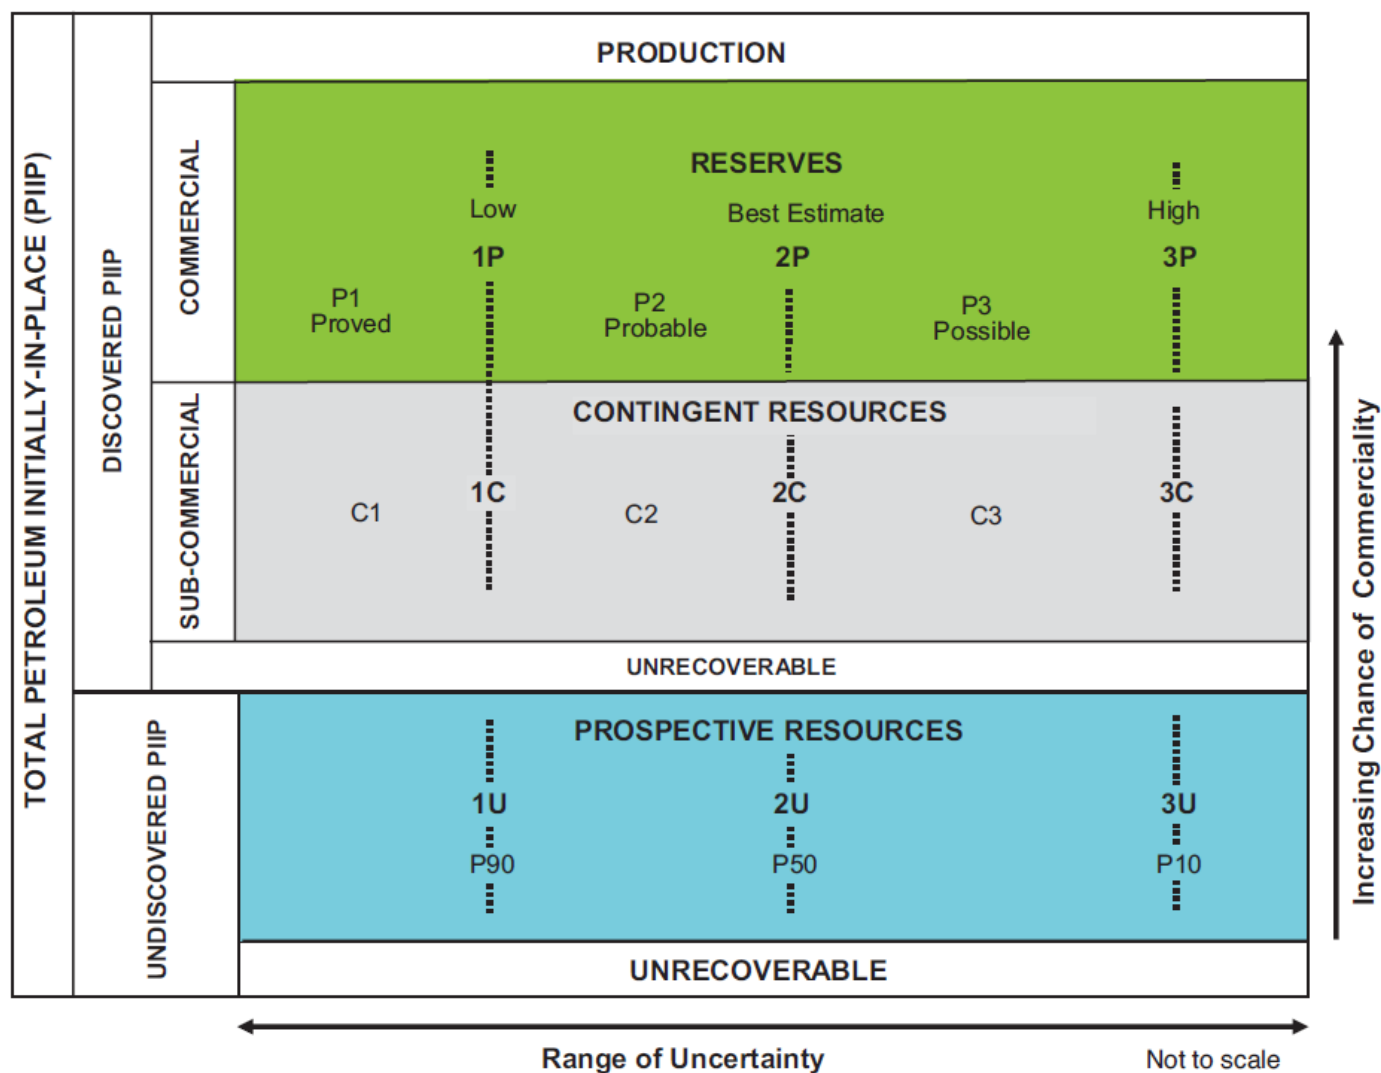 TOTAL PETROLEUM INITIALLY-IN-PLACE (PIIP)
DISCOVERED PIIP
UNDISCOVERED PIIP
COMMERCIAL
SUB-COMMERCIAL
PRODUCTION
RESERVES
Low
Best Estimate
High
1P
2P
3P
P1
Proved
P2
Probable
P3
Possible
CONTINGENT RESOURCES
1C
2C
3C
C1
C2
C3
UNRECOVERABLE
PROSPECTIVE RESOURCES
1U
2U
3U
P90
P50
P10
UNRECOVERABLE
Increasing Chance of Commerciality
Range of Uncertainty
Not to scale